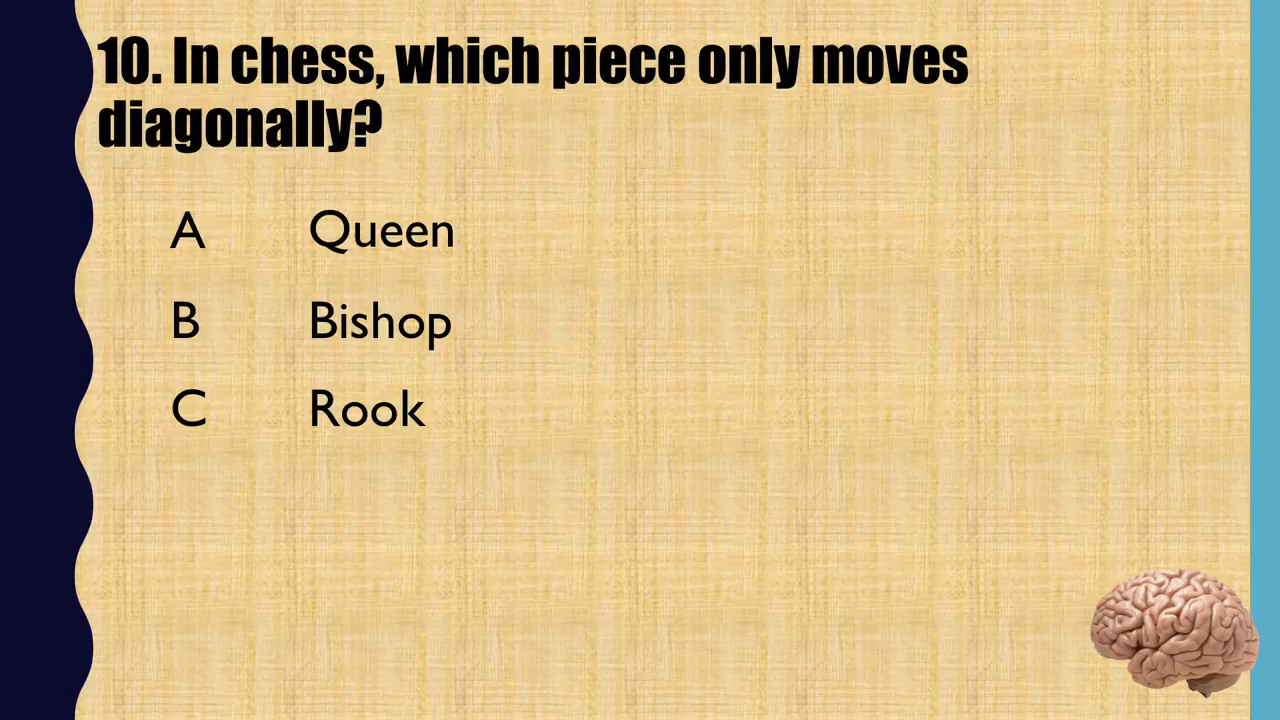 10. In chess, which piece only moves
diagonally?
A Queen
B Bishop
C Rook